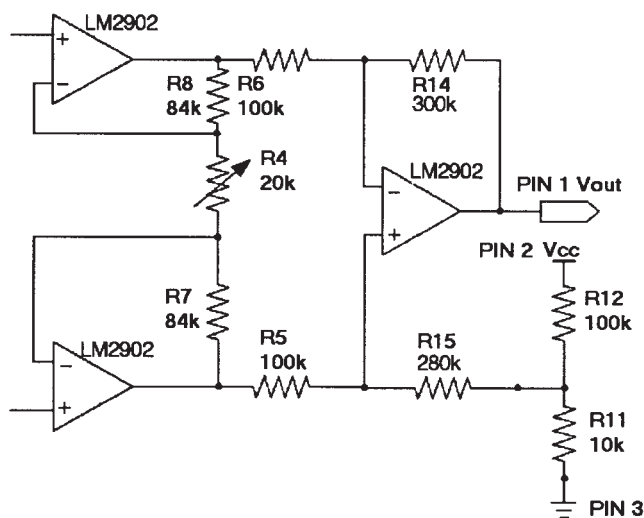 LM2902
+
−
R8
84k
R6
100k
R14
300k
R4
20k
LM2902
−
+
PIN 1 Vout
PIN 2 Vcc
R12
100k
R7
84k
LM2902
−
+
R5
100k
R15
280k
R11
10k
PIN 3